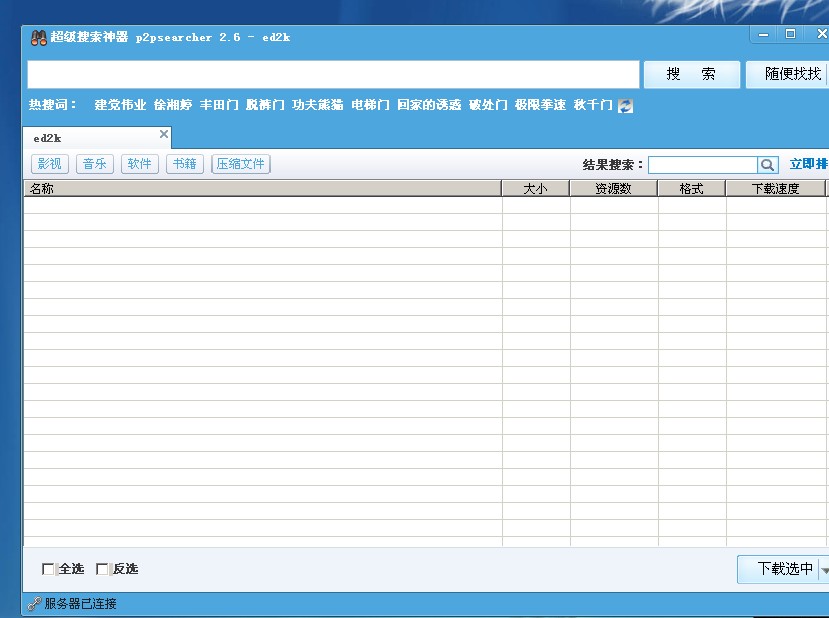 超级搜索神器 p2psearcher 2.6 - ed2k
搜 索 随便找找
热搜词： 建党伟业 徐湘婷 丰田门 脱裤门 功夫熊猫 电梯门 回家的诱惑 破处门 极限拳速 秋千门
ed2k
影视 音乐 软件 书籍 压缩文件 结果搜索： 立即排
名称 大小 资源数 格式 下载速度
全选 反选 下载选中
服务器已连接